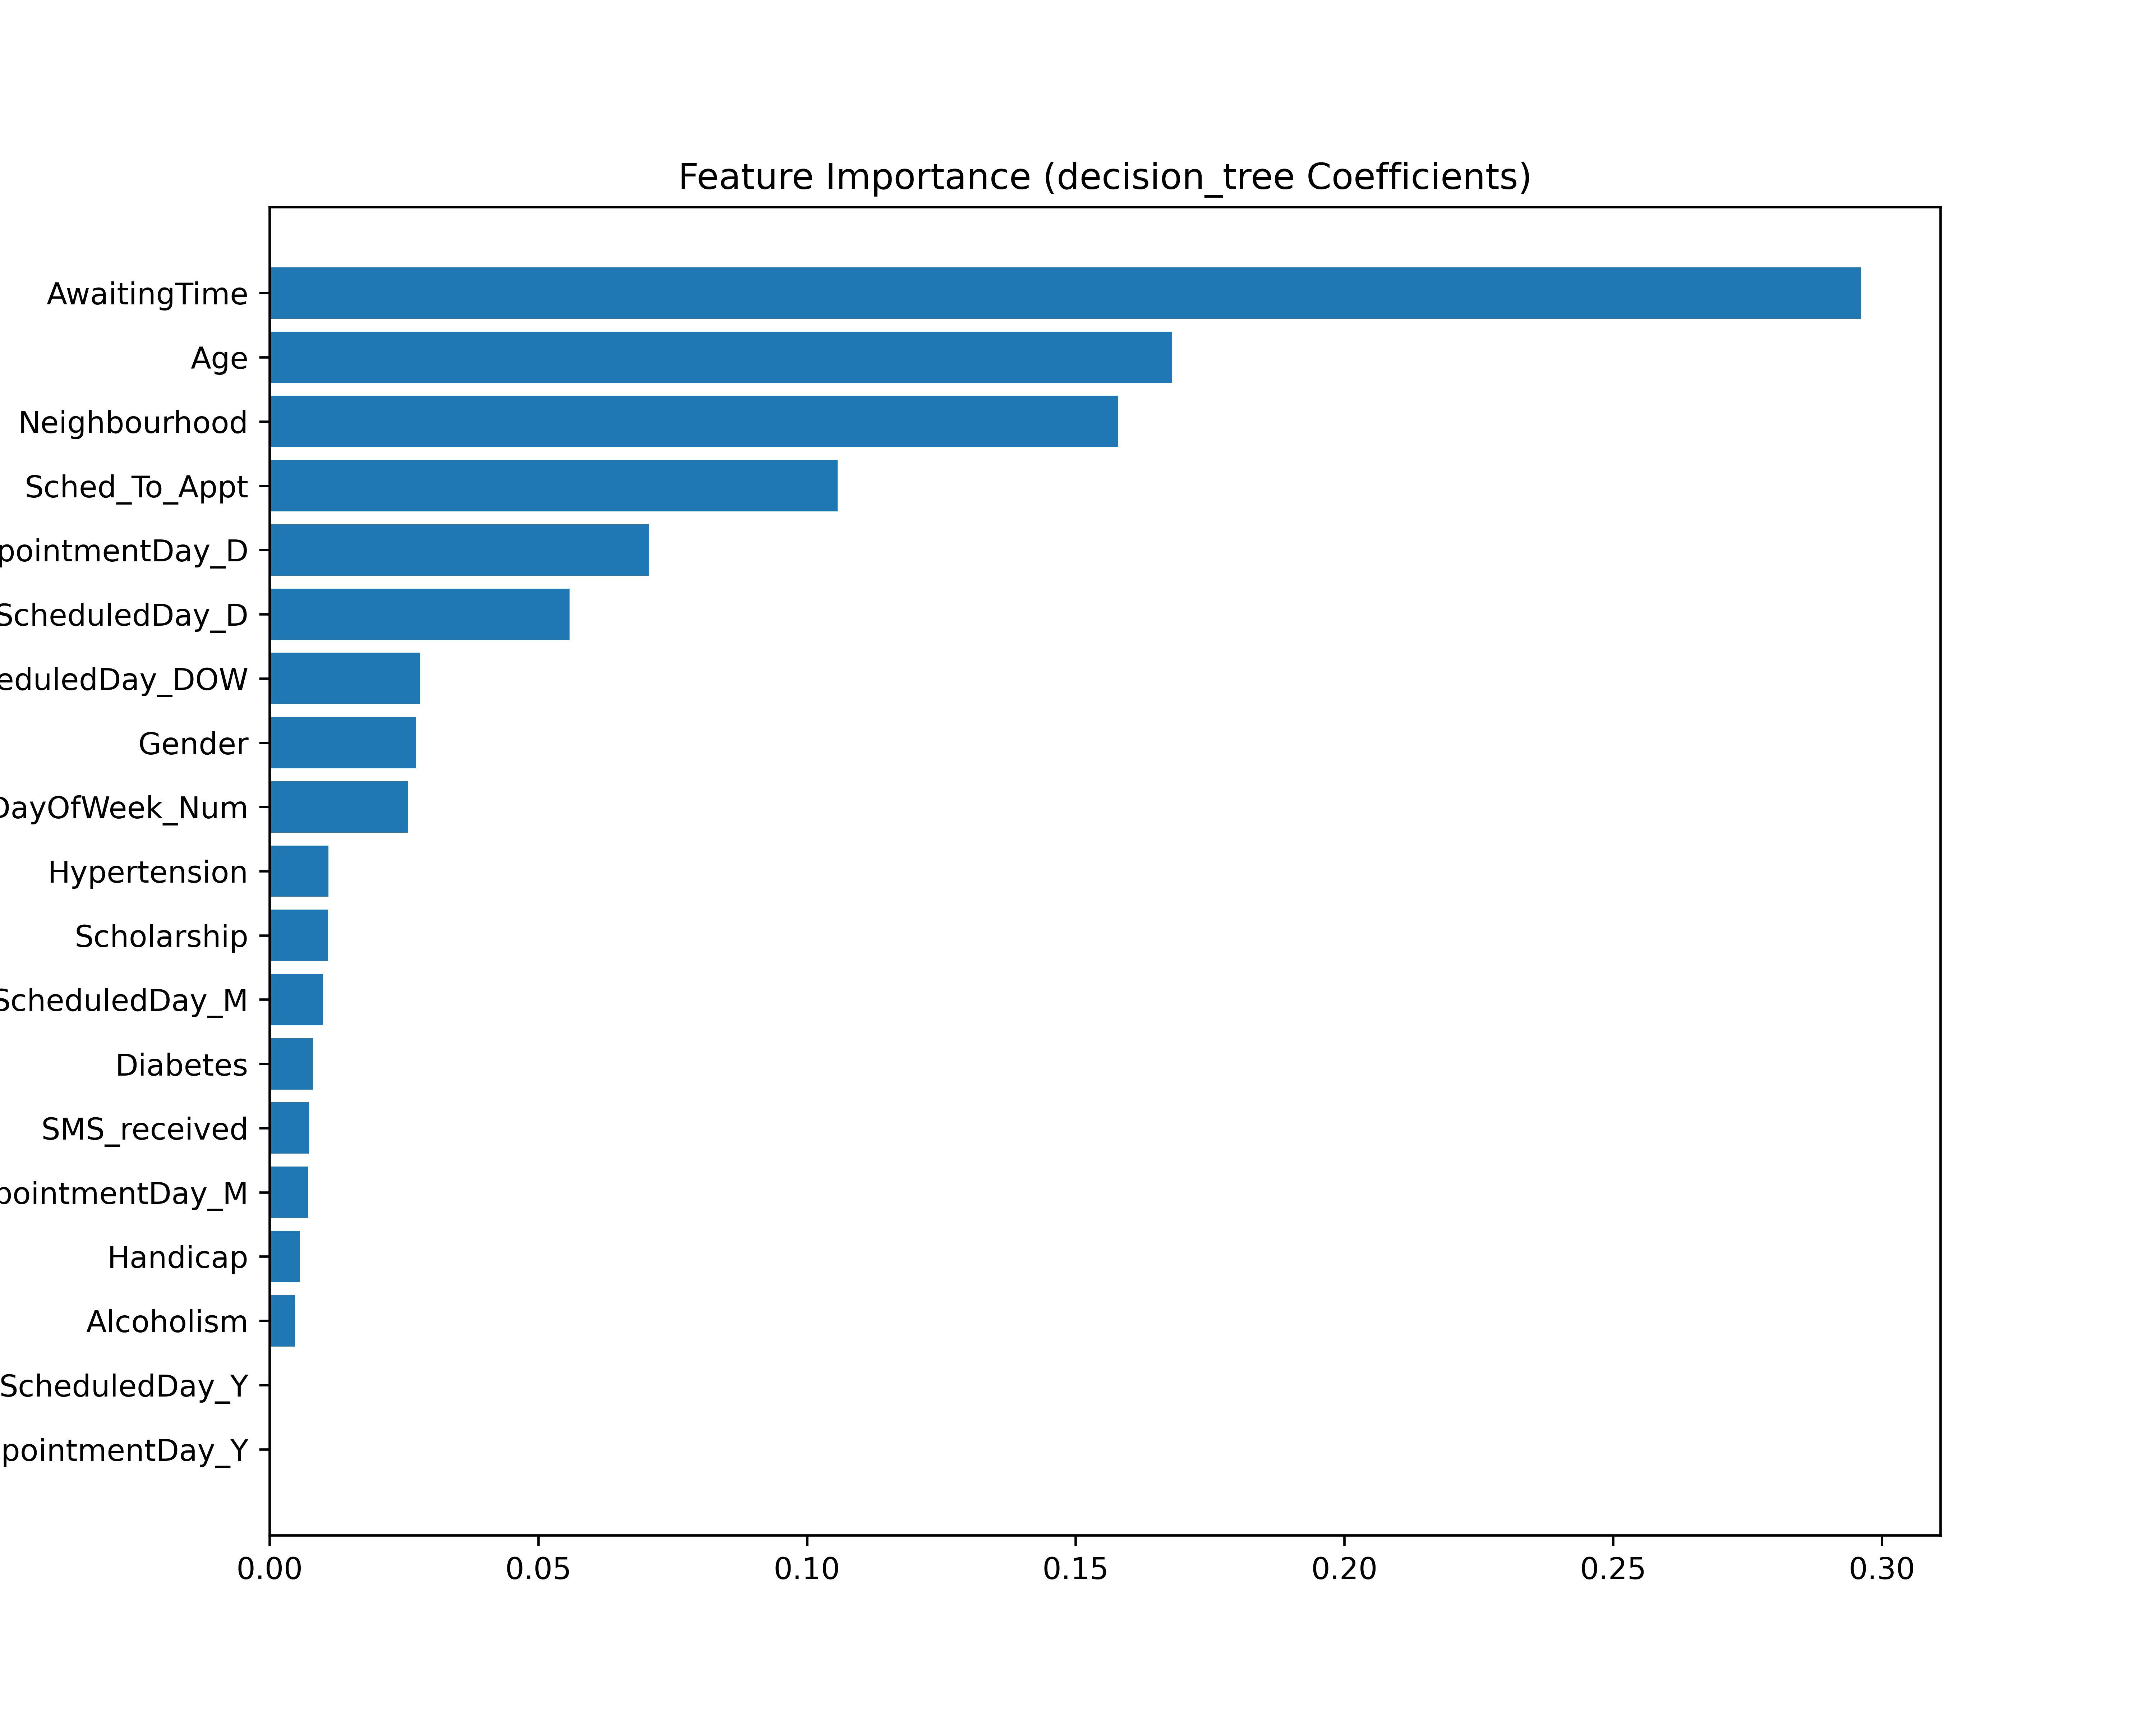 Feature Importance (decision_tree Coefficients)
AwaitingTime
Age
Neighbourhood
Sched_To_Appt
pointmentDay_D
ScheduledDay_D
eduledDay_DOW
Gender
DayOfWeek_Num
Hypertension
Scholarship
ScheduledDay_M
Diabetes
SMS_received
pointmentDay_M
Handicap
Alcoholism
ScheduledDay_Y
pointmentDay_Y
0.00 0.05 0.10 0.15 0.20 0.25 0.30